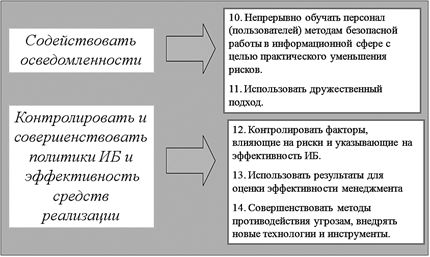 Содействовать
осведомленности
10. Непрерывно обучать персонал
(пользователей) методам безопасной
работы в информационной сфере с
целью практического уменьшения
рисков.
11. Использовать дружественный
подход.
Контролировать и
совершенствовать
политики ИБ и
эффективность
средств
реализации
12. Контролировать факторы,
влияющие на риски и указывающие на
эффективность ИБ.
13. Использовать результаты для
оценки эффективности менеджмента
14. Совершенствовать методы
противодействия угрозам, внедрять
новые технологии и инструменты.